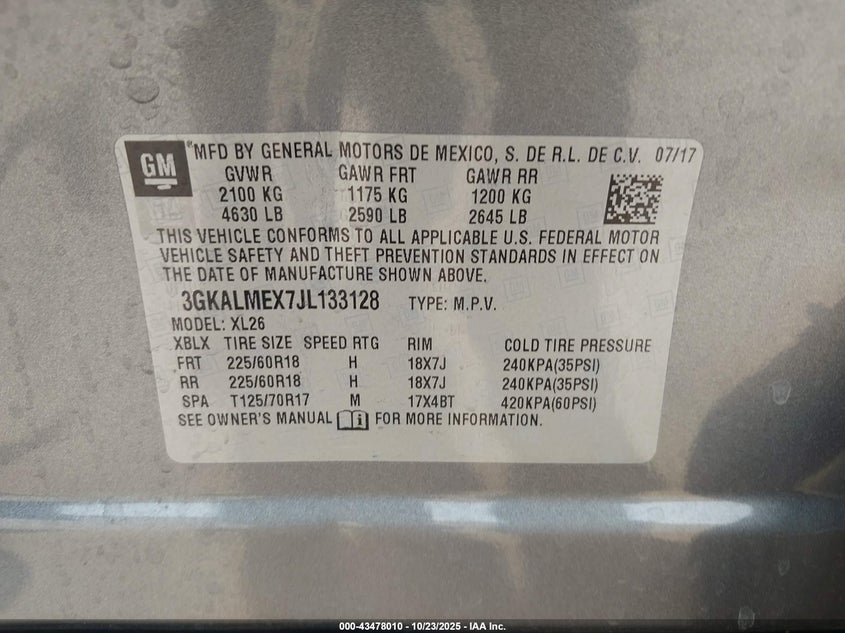 GM
MFD BY GENERAL MOTORS DE MEXICO, S. DE R.L. DE C.V. 07/17
GVWR GAWR FRT GAWR RR
2100 KG 1175 KG 1200 KG
4630 LB 2590 LB 2645 LB
THIS VEHICLE CONFORMS TO ALL APPLICABLE U.S. FEDERAL MOTOR
VEHICLE SAFETY AND THEFT PREVENTION STANDARDS IN EFFECT ON
THE DATE OF MANUFACTURE SHOWN ABOVE.
3GKALMEX7JL133128 TYPE: M.P.V.
MODEL: XL26
XBLX TIRE SIZE SPEED RTG RIM COLD TIRE PRESSURE
FRT 225/60R18 H 18X7J 240KPA(35PSI)
RR 225/60R18 H 18X7J 240KPA(35PSI)
SPA T125/70R17 M 17X4BT 420KPA(60PSI)
SEE OWNER'S MANUAL FOR MORE INFORMATION.
000-43478010 - 10/23/2025 - IAA Inc.